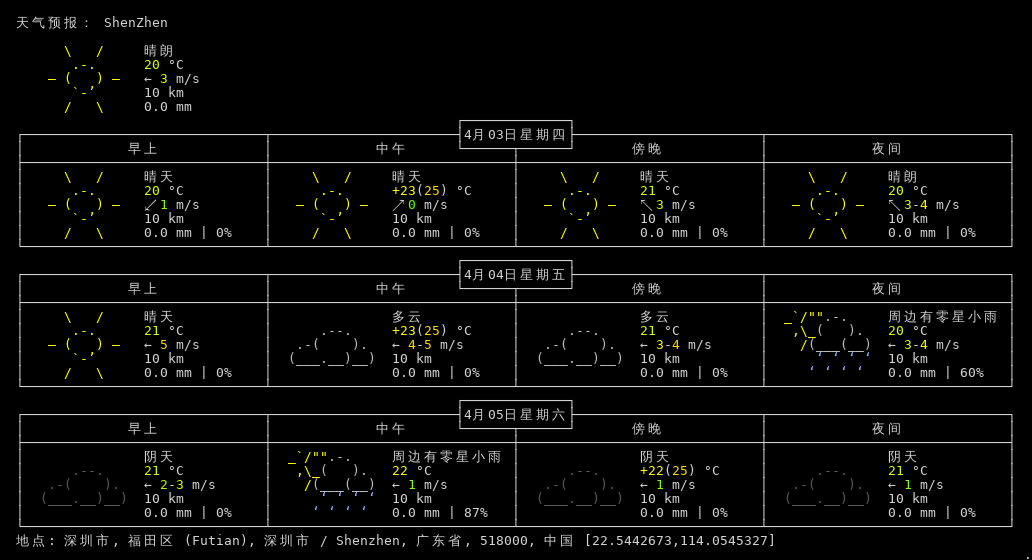 天气预报： ShenZhen
晴朗
20 °C
← 3 m/s
10 km
0.0 mm
4月03日星期四
早上 中午 傍晚 夜间
晴天 晴天 晴天 晴朗
20 °C +23(25) °C 21 °C 20 °C
↙ 1 m/s ↗ 0 m/s ↖ 3 m/s ↖ 3-4 m/s
10 km 10 km 10 km 10 km
0.0 mm | 0% 0.0 mm | 0% 0.0 mm | 0% 0.0 mm | 0%
4月04日星期五
早上 中午 傍晚 夜间
晴天 多云 多云 周边有零星小雨
21 °C +23(25) °C 21 °C 20 °C
← 5 m/s ← 4-5 m/s ← 3-4 m/s ← 3-4 m/s
10 km 10 km 10 km 10 km
0.0 mm | 0% 0.0 mm | 0% 0.0 mm | 0% 0.0 mm | 60%
4月05日星期六
早上 中午 傍晚 夜间
阴天 周边有零星小雨 阴天 阴天
21 °C 22 °C +22(25) °C 21 °C
← 2-3 m/s ← 1 m/s ← 1 m/s ← 1 m/s
10 km 10 km 10 km 10 km
0.0 mm | 0% 0.0 mm | 87% 0.0 mm | 0% 0.0 mm | 0%
地点: 深圳市, 福田区 (Futian), 深圳市 / Shenzhen, 广东省, 518000, 中国 [22.5442673,114.0545327]